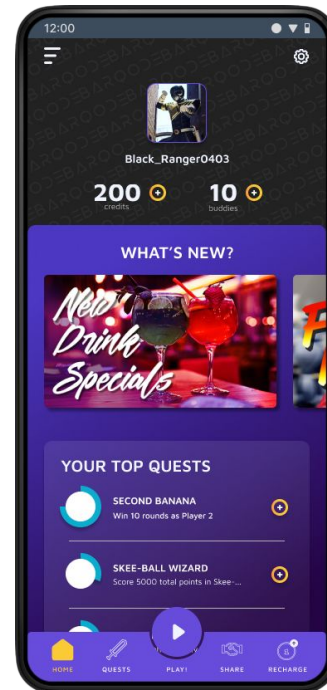 12:00
Black_Ranger0403
200 10
credits buddies
WHAT'S NEW?
New
Drink
Specials
YOUR TOP QUESTS
SECOND BANANA
Win 10 rounds as Player 2
SKEE-BALL WIZARD
Score 5000 total points in Skee-...
HOME QUESTS PLAY! SHARE RECHARGE